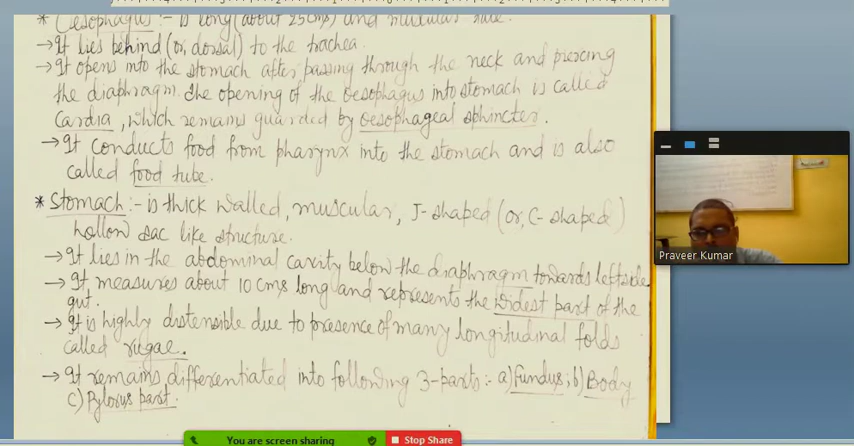 * Oesophagus :- is long (about 25 cms) and muscular tube.
→ It lies behind (or, dorsal) to the trachea.
→ It opens into the stomach after passing through the neck and piercing
the diaphragm. The opening of the oesophagus into stomach is called
Cardia, which remains guarded by oesophageal sphincter.
→ It conducts food from pharynx into the stomach and is also
called food tube.
* Stomach :- is thick walled, muscular, J-shaped (or, C-shaped)
hollow sac like structure.
→ It lies in the abdominal cavity below the diaphragm towards left side.
→ It measures about 10 cms long and represents the widest part of the
gut.
→ It is highly distensible due to presence of many longitudinal folds
called rugae.
→ It remains differentiated into following 3-parts :- a) Fundus, b) Body
c) Pylorus part.
Praveer Kumar
You are screen sharing
Stop Share